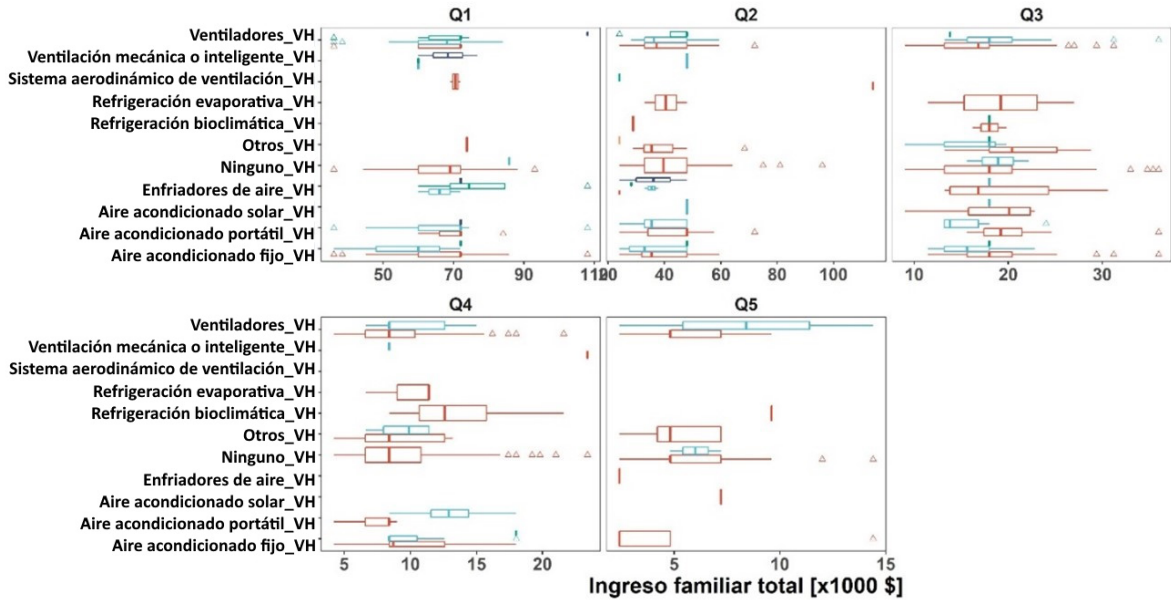 Q1
Q2
Q3
Ventiladores_VH
Ventilación mecánica o inteligente_VH
Sistema aerodinámico de ventilación_VH
Refrigeración evaporativa_VH
Refrigeración bioclimática_VH
Otros_VH
Ninguno_VH
Enfriadores de aire_VH
Aire acondicionado solar_VH
Aire acondicionado portátil_VH
Aire acondicionado fijo_VH
50 70 90 40 60 80 100 10 20 30
Q4
Q5
Ventiladores_VH
Ventilación mecánica o inteligente_VH
Sistema aerodinámico de ventilación_VH
Refrigeración evaporativa_VH
Refrigeración bioclimática_VH
Otros_VH
Ninguno_VH
Enfriadores de aire_VH
Aire acondicionado solar_VH
Aire acondicionado portátil_VH
Aire acondicionado fijo_VH
5 10 15 20 5 10 15
Ingreso familiar total [x1000 $]